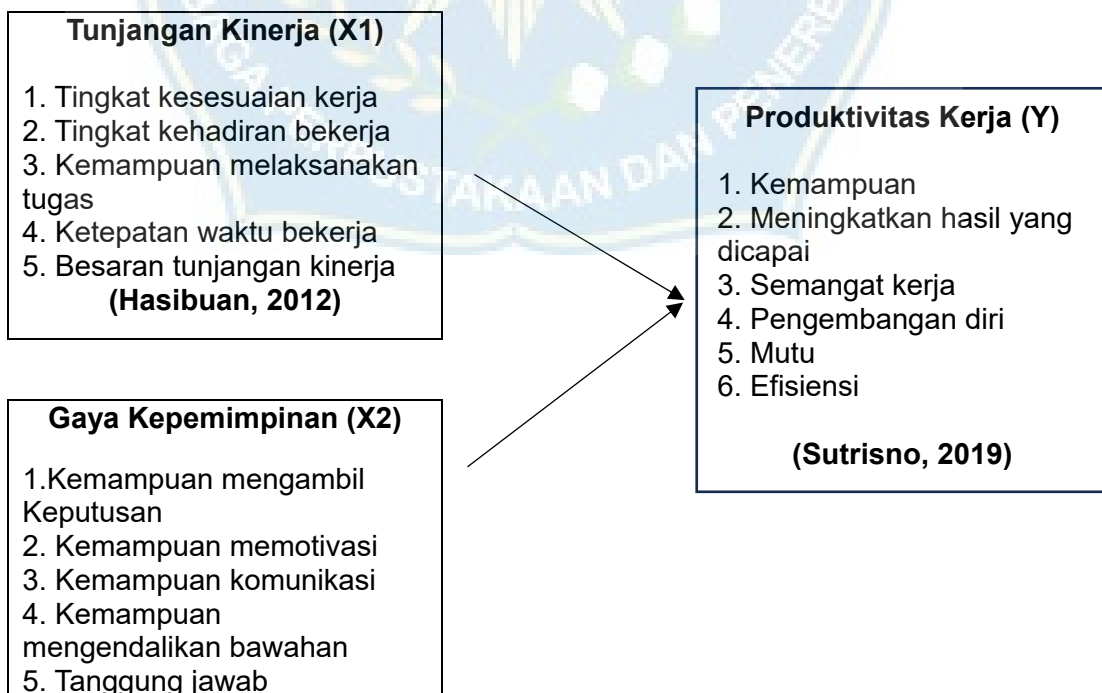 Tunjangan Kinerja (X1)
1. Tingkat kesesuaian kerja
2. Tingkat kehadiran bekerja
3. Kemampuan melaksanakan
tugas
4. Ketepatan waktu bekerja
5. Besaran tunjangan kinerja
(Hasibuan, 2012)
Produktivitas Kerja (Y)
1. Kemampuan
2. Meningkatkan hasil yang
dicapai
3. Semangat kerja
4. Pengembangan diri
5. Mutu
6. Efisiensi
(Sutrisno, 2019)
Gaya Kepemimpinan (X2)
1.Kemampuan mengambil
Keputusan
2. Kemampuan memotivasi
3. Kemampuan komunikasi
4. Kemampuan
mengendalikan bawahan
5. Tanggung jawab